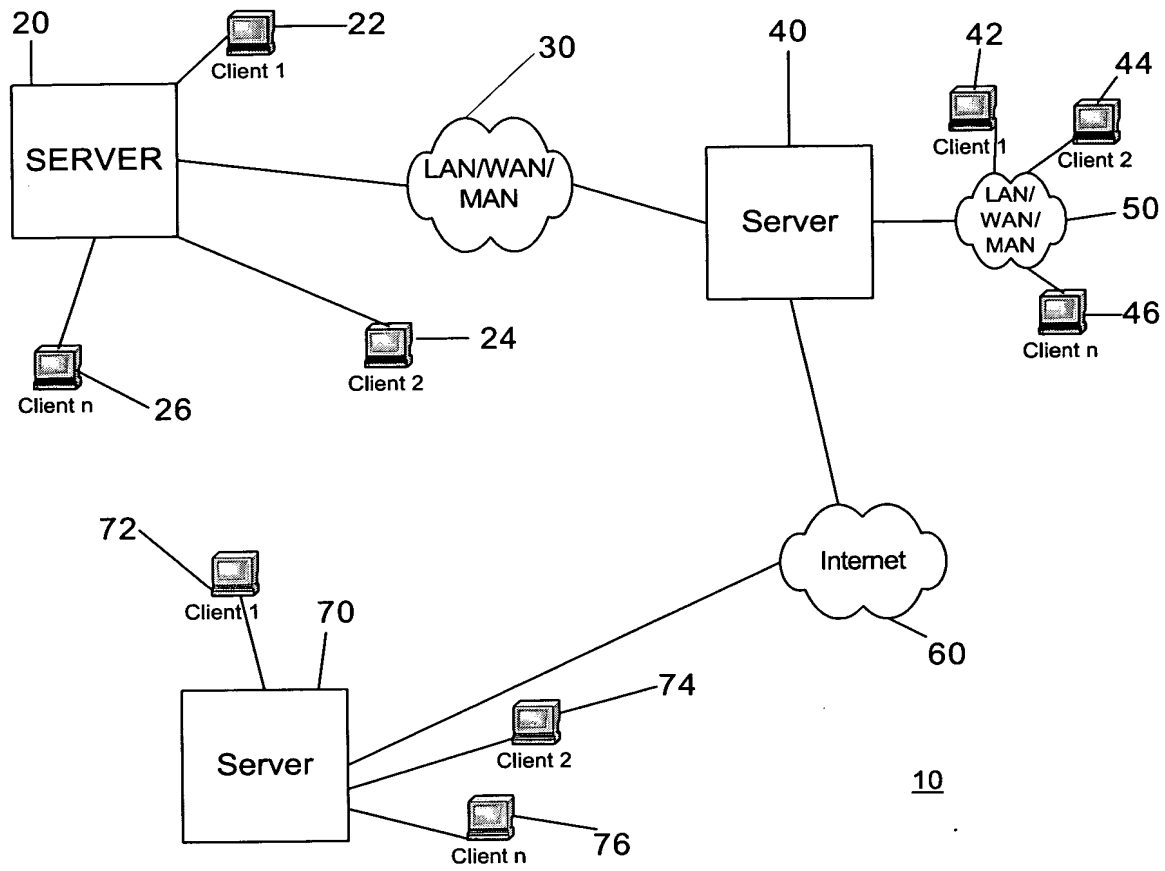 20
22
Client 1
SERVER
30
LAN/WAN/
MAN
40
Server
42
Client 1
44
Client 2
LAN/
WAN/
MAN
50
46
Client n
24
Client 2
Client n
26
72
Client 1
70
Server
Internet
60
74
Client 2
76
Client n
10